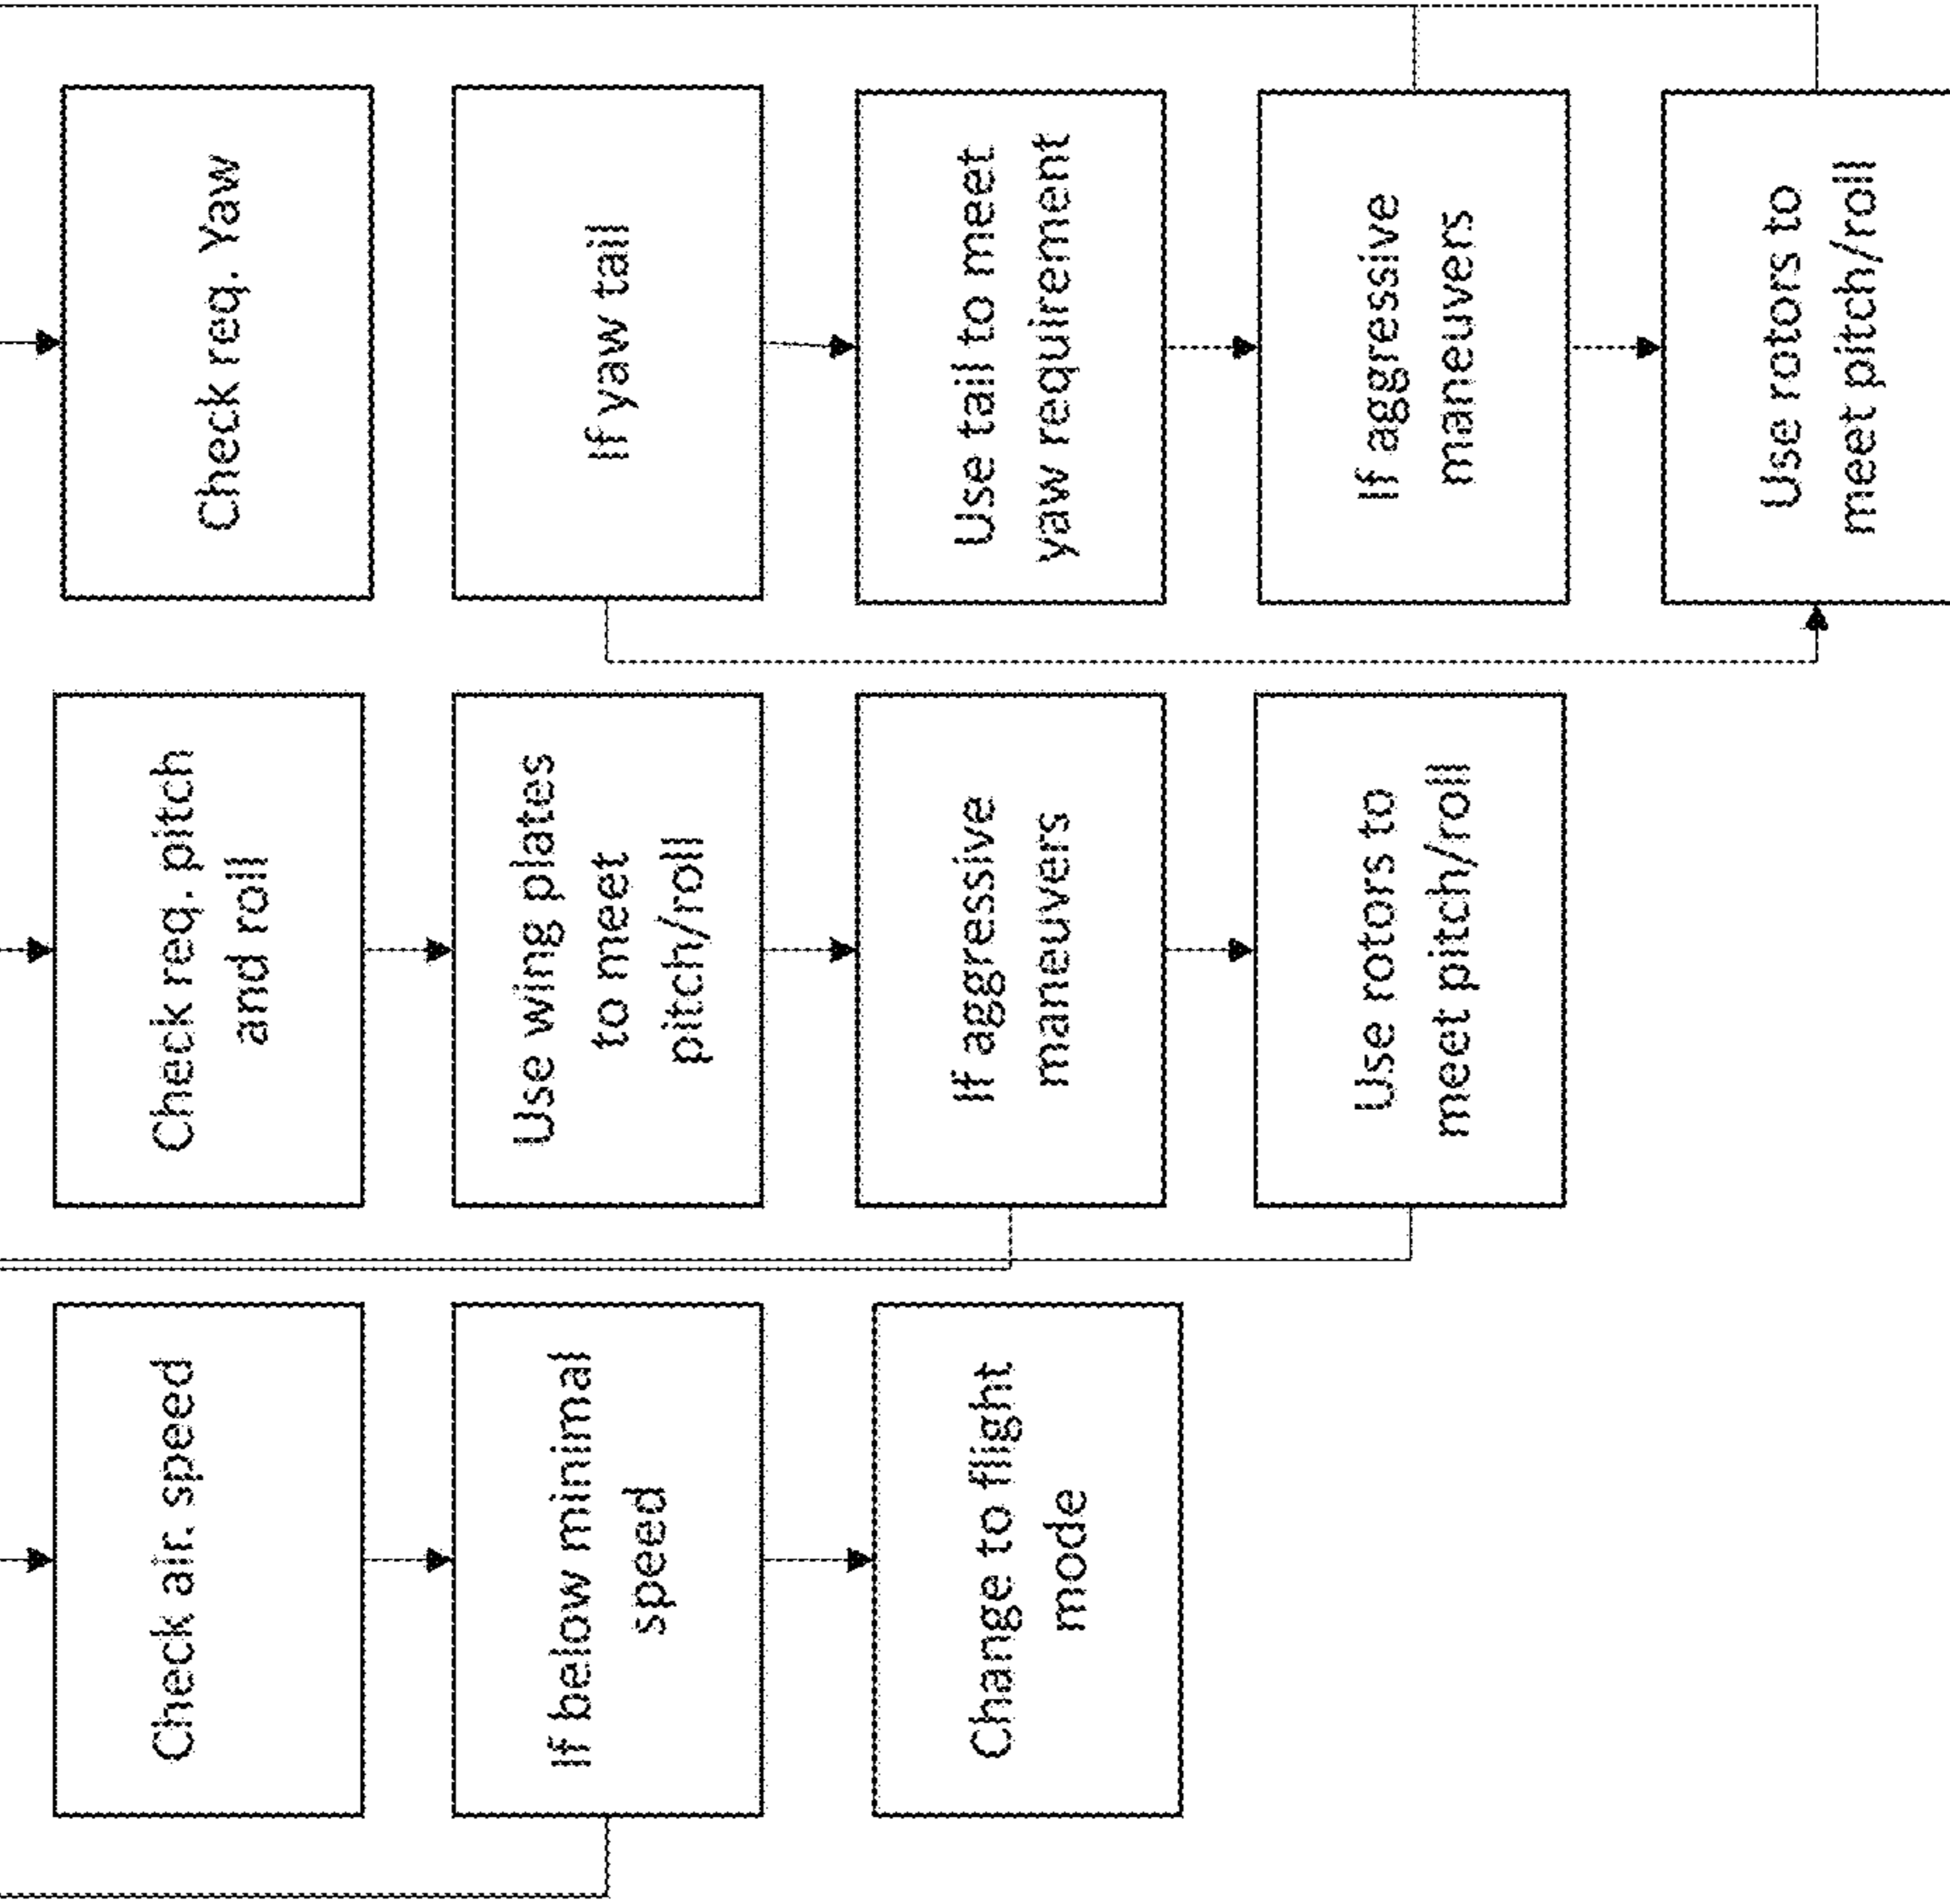 Check air. speed
If below minimal
speed
Change to flight
mode
Check req. pitch
and roll
Use wing plates
to meet
pitch/roll
If aggressive
maneuvers
Use rotors to
meet pitch/roll
Check req. Yaw
If yaw tail
Use tail to meet
yaw requirement
If aggressive
maneuvers
Use rotors to
meet pitch/roll